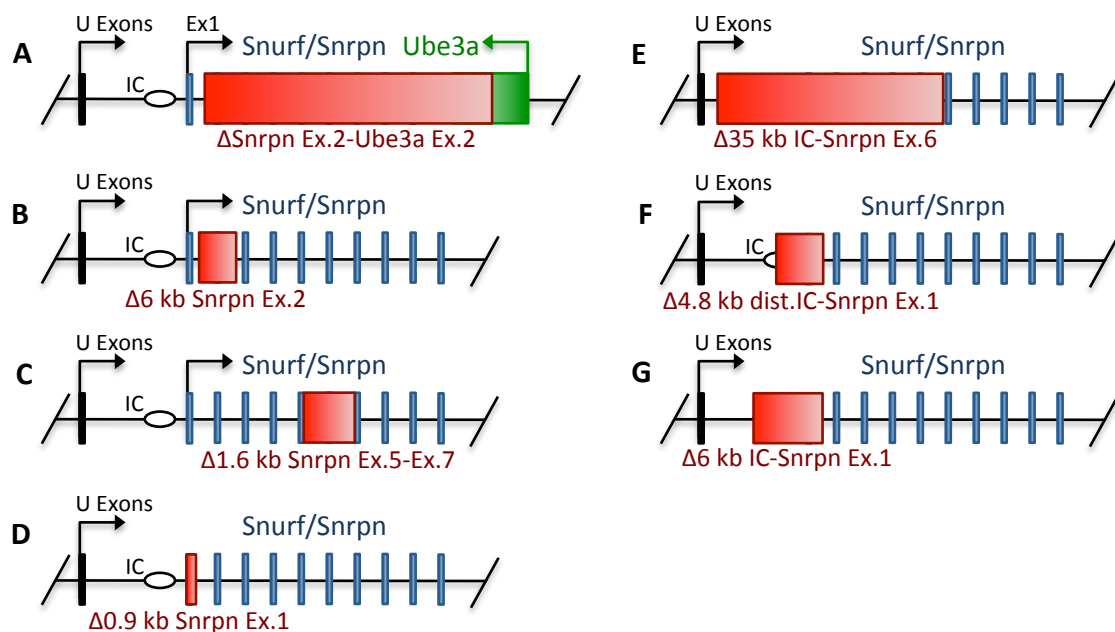 A
U Exons
Ex1
Snurf/Snrpn
Ube3a
IC
ΔSnrpn Ex.2-Ube3a Ex.2
B
U Exons
Snurf/Snrpn
IC
Δ6 kb Snrpn Ex.2
C
U Exons
Snurf/Snrpn
IC
Δ1.6 kb Snrpn Ex.5-Ex.7
D
U Exons
Snurf/Snrpn
IC
Δ0.9 kb Snrpn Ex.1
E
U Exons
Snurf/Snrpn
Δ35 kb IC-Snrpn Ex.6
F
U Exons
Snurf/Snrpn
IC
Δ4.8 kb dist.IC-Snrpn Ex.1
G
U Exons
Snurf/Snrpn
Δ6 kb IC-Snrpn Ex.1